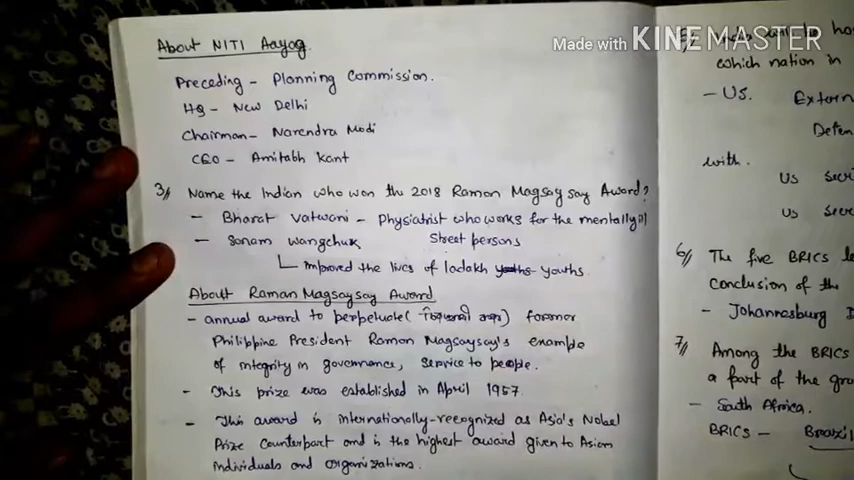 Made with KINEMASTER
About NITI Aayog.
Preceding - Planning Commission.
HQ - New Delhi
Chairman - Narendra Modi
CEO - Amitabh Kant
3// Name the Indian who won the 2018 Ramon Magsaysay Award?
- Bharat Vatwani - Physiatrist who works for the mentally ill
street persons
- Sonam Wangchuk
improved the lives of ladakh youths
About Raman Magsaysay Award
- annual award to perpetuate ( ) former
Philippine President Ramon Magsaysay's example
of integrity in governance, service to people.
- This prize was established in April 1957.
- This award is internationally-recognized as Asia's Nobel
Prize counterpart and is the highest award given to Asian
individuals and organizations.
which nation in
- US. Extern
Defen
with.
US
US
6// The five BRICS le
conclusion of the
- Johannesburg D
7// Among the BRICS
a part of the gro
- South Africa.
BRICS - Brazil